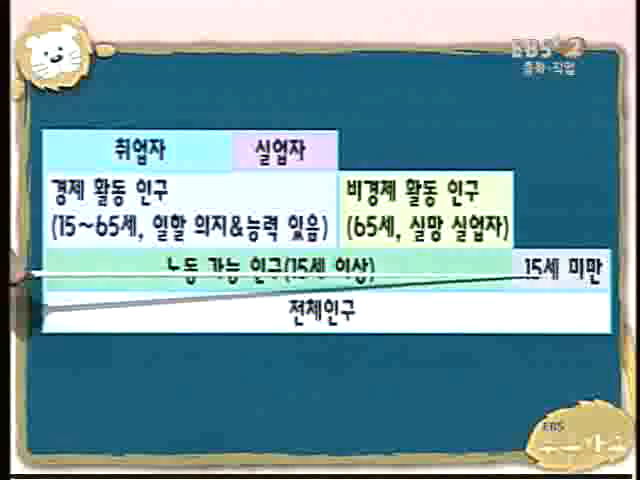 EBS 2
중학·직업
취업자 실업자
경제 활동 인구
(15~65세, 일할 의지&능력 있음)
비경제 활동 인구
(65세, 실망 실업자)
노동 가능 인구(15세 이상) 15세 미만
전체인구
EBS